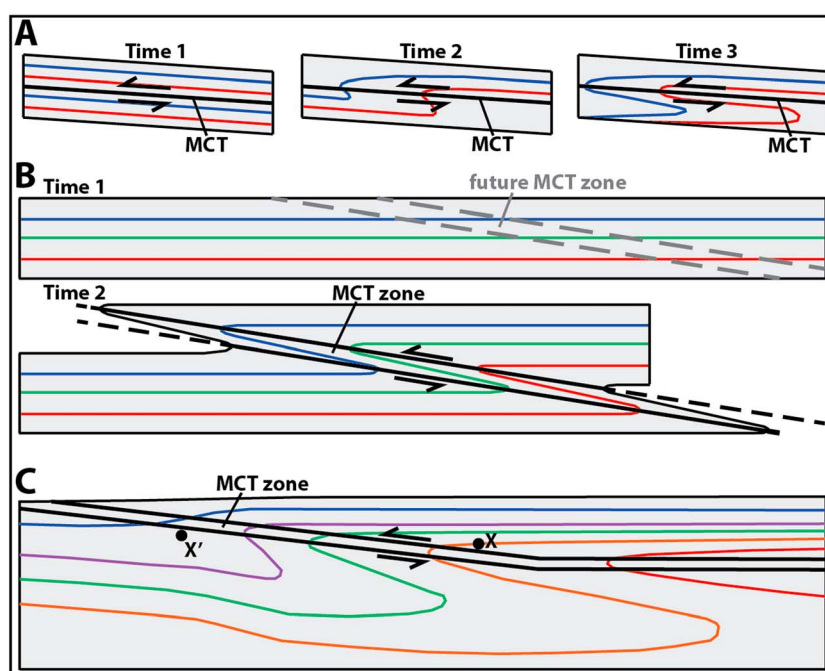 A
Time 1
Time 2
Time 3
MCT
MCT
MCT
B
Time 1
future MCT zone
Time 2
MCT zone
C
MCT zone
X'
X